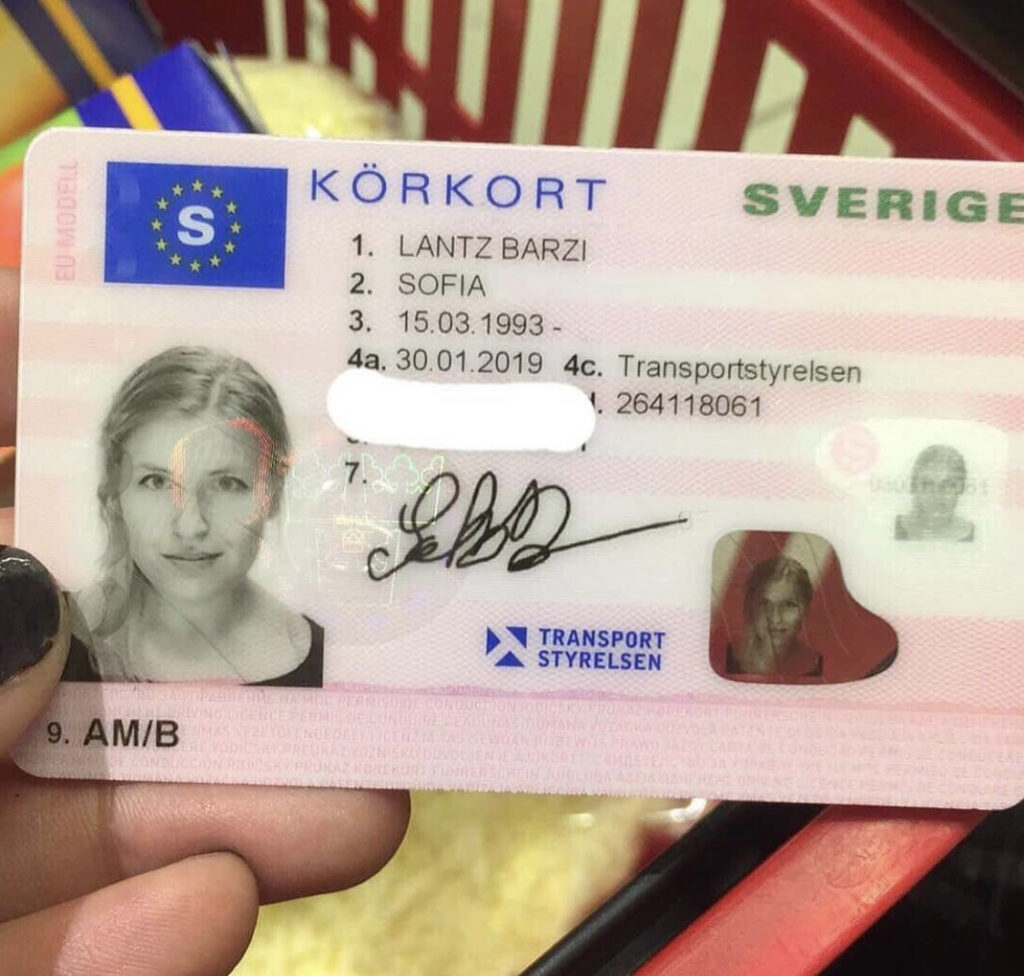 EU MODELL
S
KÖRKORT
SVERIGE
1. LANTZ BARZI
2. SOFIA
3. 15.03.1993 -
4a. 30.01.2019 4c. Transportstyrelsen
264118061
7.
TRANSPORT
STYRELSEN
9. AM/B